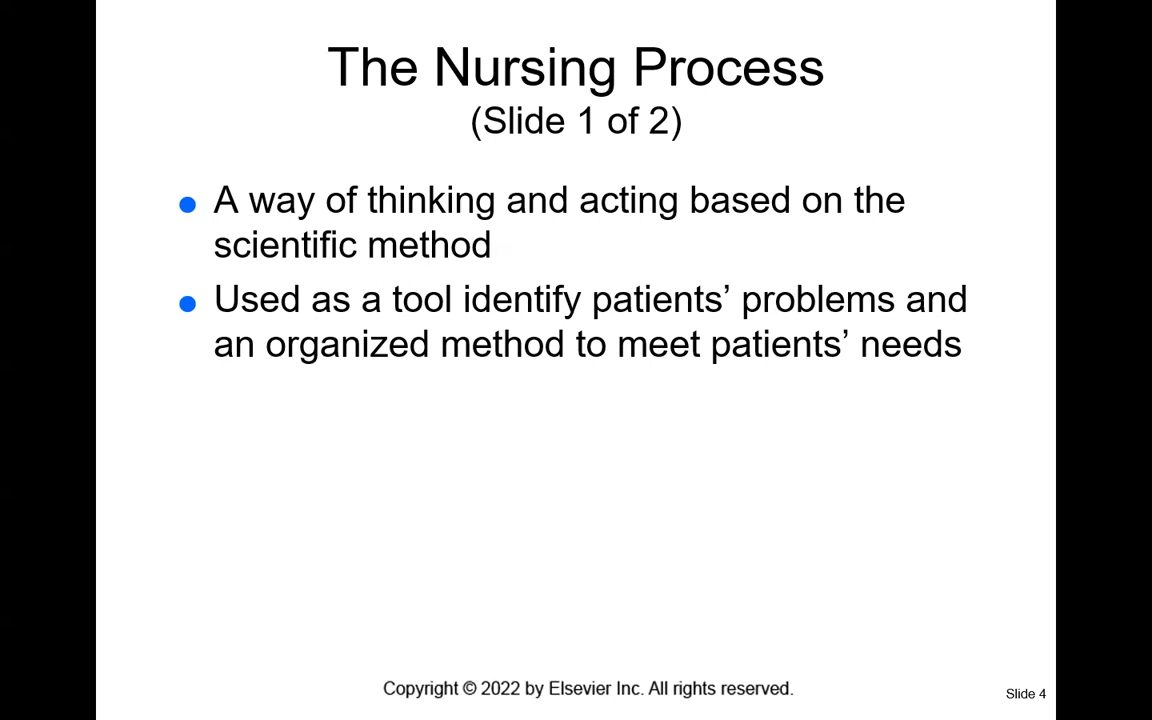 The Nursing Process
(Slide 1 of 2)
A way of thinking and acting based on the
scientific method
Used as a tool identify patients’ problems and
an organized method to meet patients’ needs
Copyright © 2022 by Elsevier Inc. All rights reserved.
Slide 4